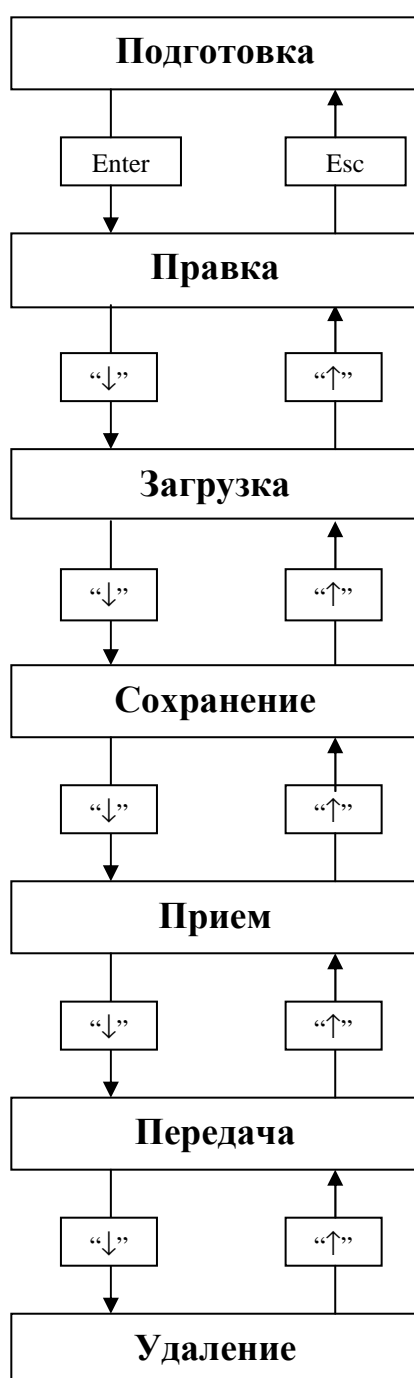 Подготовка
Enter Esc
Правка
“↓” “↑”
Загрузка
“↓” “↑”
Сохранение
“↓” “↑”
Прием
“↓” “↑”
Передача
“↓” “↑”
Удаление